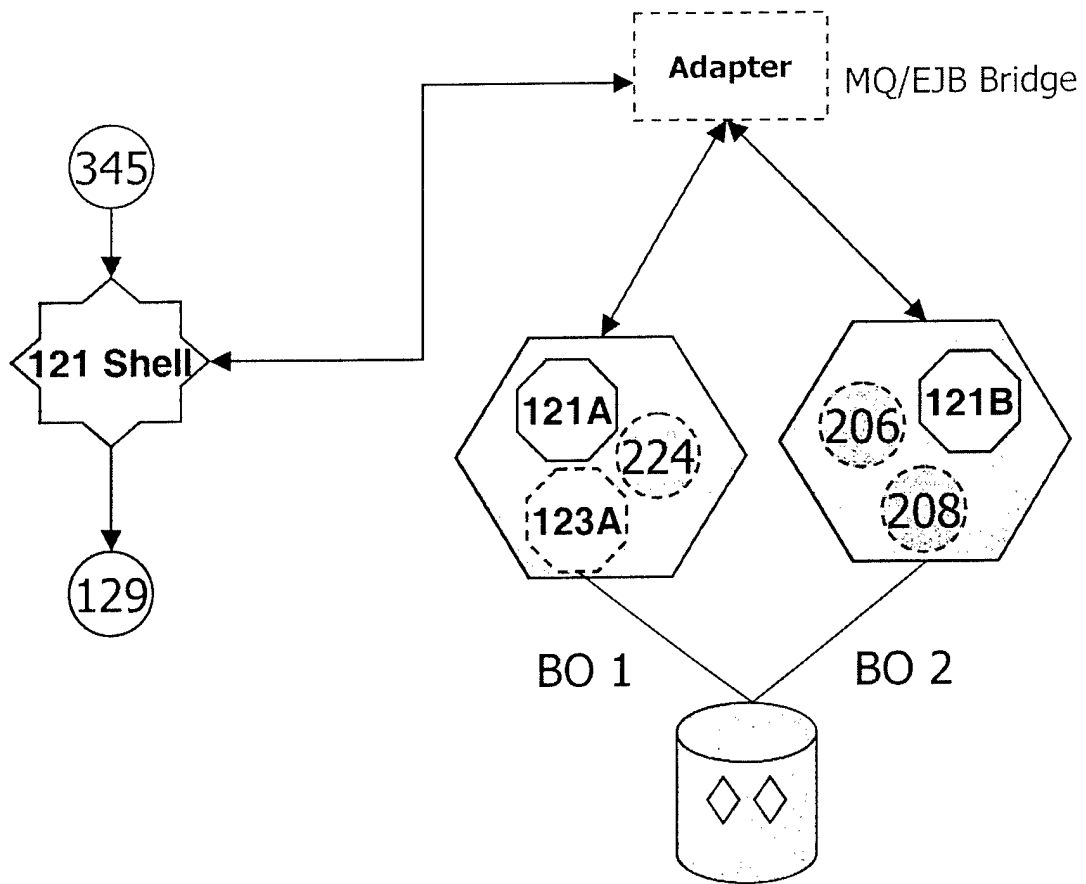 Adapter
MQ/EJB Bridge
345
121 Shell
129
121A
224
123A
121B
206
208
BO 1
BO 2